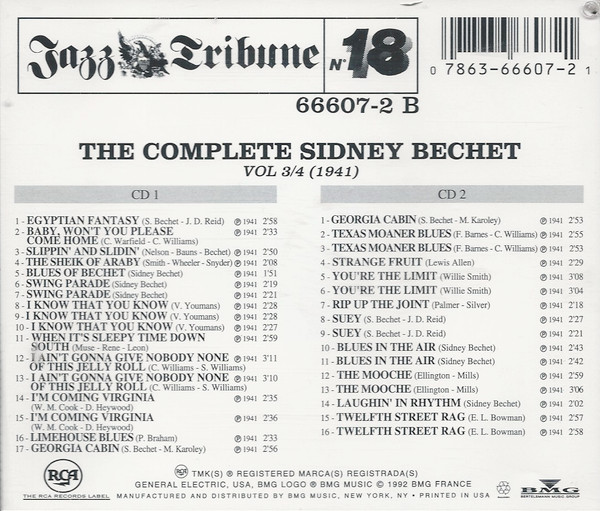 Jazz Tribune N° 18
0 7863-66607-2 1
66607-2 B
THE COMPLETE SIDNEY BECHET
VOL 3/4 (1941)
CD 1
1 - EGYPTIAN FANTASY (S. Bechet - J. D. Reid) ℗ 1941 2'58
2 - BABY, WON'T YOU PLEASE ℗ 1941 2'33
COME HOME (C. Warfield - C. Williams)
3 - SLIPPIN' AND SLIDIN' (Nelson - Bauns - Bechet) ℗ 1941 2'50
4 - THE SHEIK OF ARABY (Smith - Wheeler - Snyder) ℗ 1941 2'08
5 - BLUES OF BECHET (Sidney Bechet) ℗ 1941 1'51
6 - SWING PARADE (Sidney Bechet) ℗ 1941 2'19
7 - SWING PARADE (Sidney Bechet) ℗ 1941 2'21
8 - I KNOW THAT YOU KNOW (V. Youmans) ℗ 1941 2'28
9 - I KNOW THAT YOU KNOW (V. Youmans) ℗ 1941 2'28
10 - I KNOW THAT YOU KNOW (V. Youmans) ℗ 1941 2'27
11 - WHEN IT'S SLEEPY TIME DOWN ℗ 1941 2'59
SOUTH (Muse - Rene - Leon)
12 - I AIN'T GONNA GIVE NOBODY NONE ℗ 1941 3'11
OF THIS JELLY ROLL (C. Williams - S. Williams)
13 - I AIN'T GONNA GIVE NOBODY NONE ℗ 1941 3'10
OF THIS JELLY ROLL (C. Williams - S. Williams)
14 - I'M COMING VIRGINIA ℗ 1941 2'35
(W. M. Cook - D. Heywood)
15 - I'M COMING VIRGINIA ℗ 1941 2'36
(W. M. Cook - D. Heywood)
16 - LIMEHOUSE BLUES (P. Braham) ℗ 1941 2'33
17 - GEORGIA CABIN (S. Bechet - M. Karoley) ℗ 1941 2'56
CD 2
1 - GEORGIA CABIN (S. Bechet - M. Karoley) ℗ 1941 2'53
2 - TEXAS MOANER BLUES (F. Barnes - C. Williams) ℗ 1941 2'55
3 - TEXAS MOANER BLUES (F. Barnes - C. Williams) ℗ 1941 2'53
4 - STRANGE FRUIT (Lewis Allen) ℗ 1941 2'29
5 - YOU'RE THE LIMIT (Willie Smith) ℗ 1941 3'08
6 - YOU'RE THE LIMIT (Willie Smith) ℗ 1941 3'04
7 - RIP UP THE JOINT (Palmer - Silver) ℗ 1941 2'18
8 - SUEY (S. Bechet - J. D. Reid) ℗ 1941 2'27
9 - SUEY (S. Bechet - J. D. Reid) ℗ 1941 2'21
10 - BLUES IN THE AIR (Sidney Bechet) ℗ 1941 2'43
11 - BLUES IN THE AIR (Sidney Bechet) ℗ 1941 2'42
12 - THE MOOCHE (Ellington - Mills) ℗ 1941 2'59
13 - THE MOOCHE (Ellington - Mills) ℗ 1941 3'06
14 - LAUGHIN' IN RHYTHM (Sidney Bechet) ℗ 1941 2'02
15 - TWELFTH STREET RAG (E. L. Bowman) ℗ 1941 2'57
16 - TWELFTH STREET RAG (E. L. Bowman) ℗ 1941 2'58
RCA
THE RCA RECORDS LABEL
TMK(S) ® REGISTERED MARCA(S) REGISTRADA(S)
GENERAL ELECTRIC, USA, BMG LOGO ® BMG MUSIC © 1992 BMG FRANCE
MANUFACTURED AND DISTRIBUTED BY BMG MUSIC, NEW YORK, NY • PRINTED IN USA
BMG
BERTELSMANN MUSIC GROUP